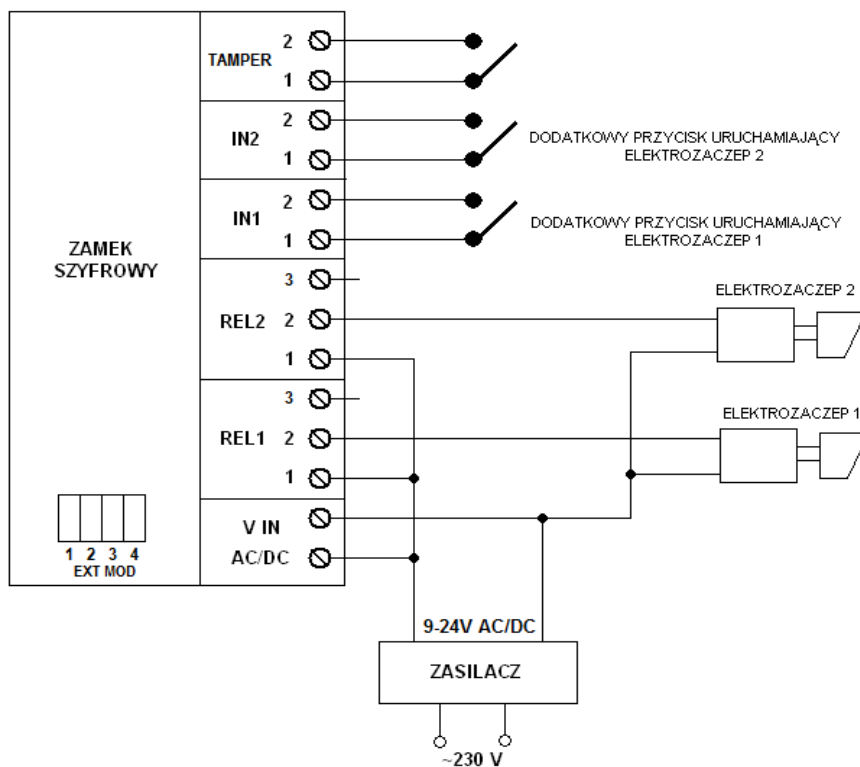 TAMPER
2
1
IN2
2
1
DODATKOWY PRZYCISK URUCHAMIAJĄCY
ELEKTROZACZEP 2
IN1
2
1
DODATKOWY PRZYCISK URUCHAMIAJĄCY
ELEKTROZACZEP 1
ZAMEK
SZYFROWY
REL2
3
2
1
ELEKTROZACZEP 2
REL1
3
2
1
ELEKTROZACZEP 1
V IN
AC/DC
1 2 3 4
EXT MOD
9-24V AC/DC
ZASILACZ
~230 V